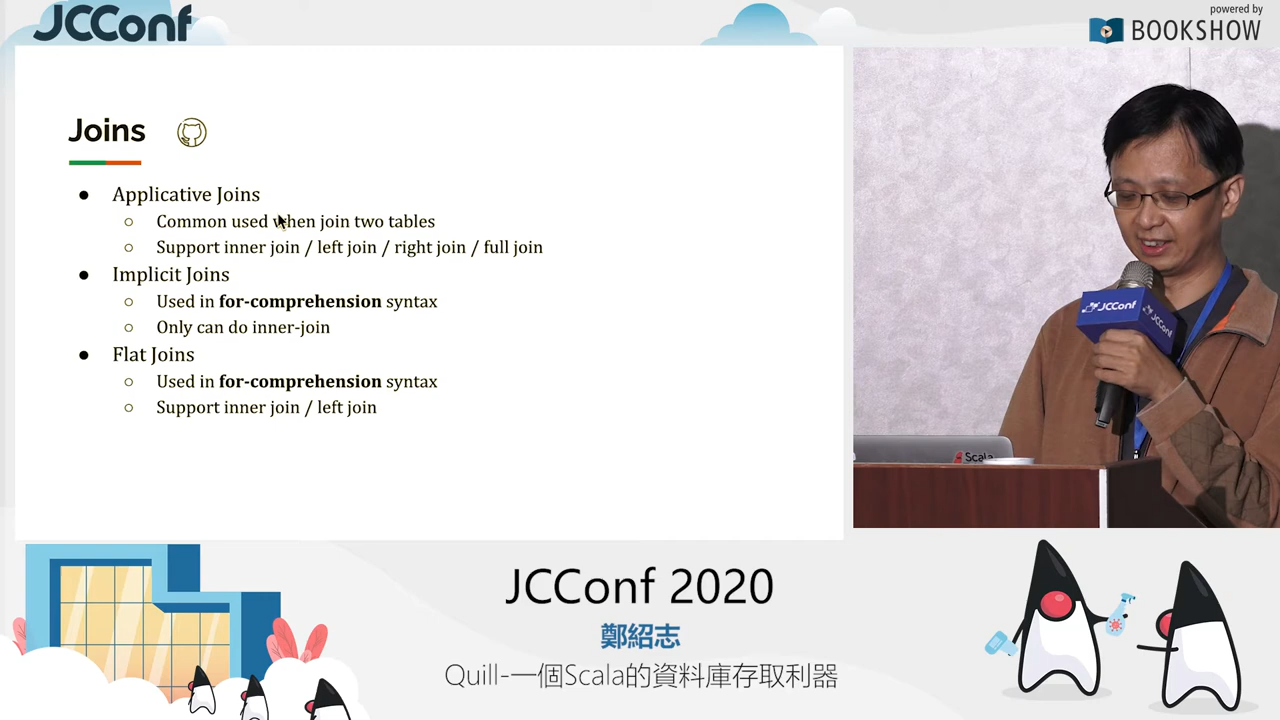 JCConf
powered by
BOOKSHOW
Joins
Applicative Joins
Common used when join two tables
Support inner join / left join / right join / full join
Implicit Joins
Used in for-comprehension syntax
Only can do inner-join
Flat Joins
Used in for-comprehension syntax
Support inner join / left join
JCConf
JCConf
Scala
JCConf 2020
鄭紹志
Quill-一個Scala的資料庫存取利器